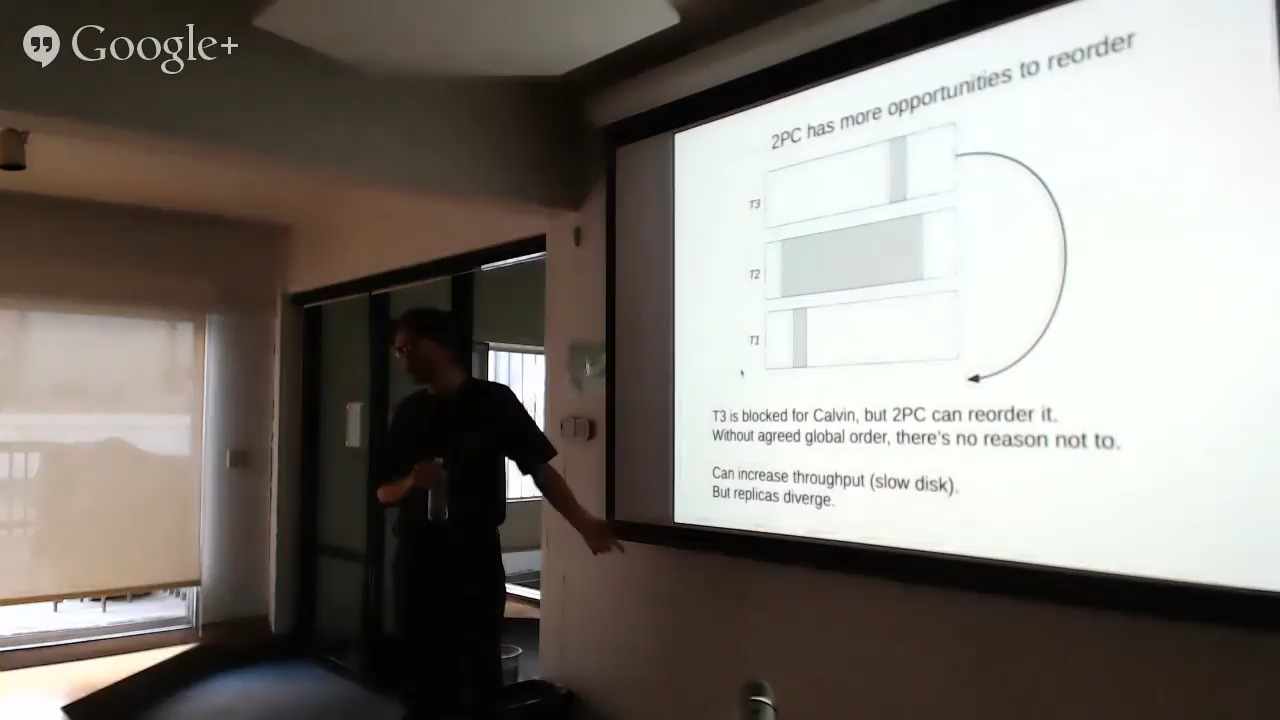 Google+
2PC has more opportunities to reorder
T3
T2
T1
T3 is blocked for Calvin, but 2PC can reorder it.
Without agreed global order, there's no reason not to.
Can increase throughput (slow disk).
But replicas diverge.